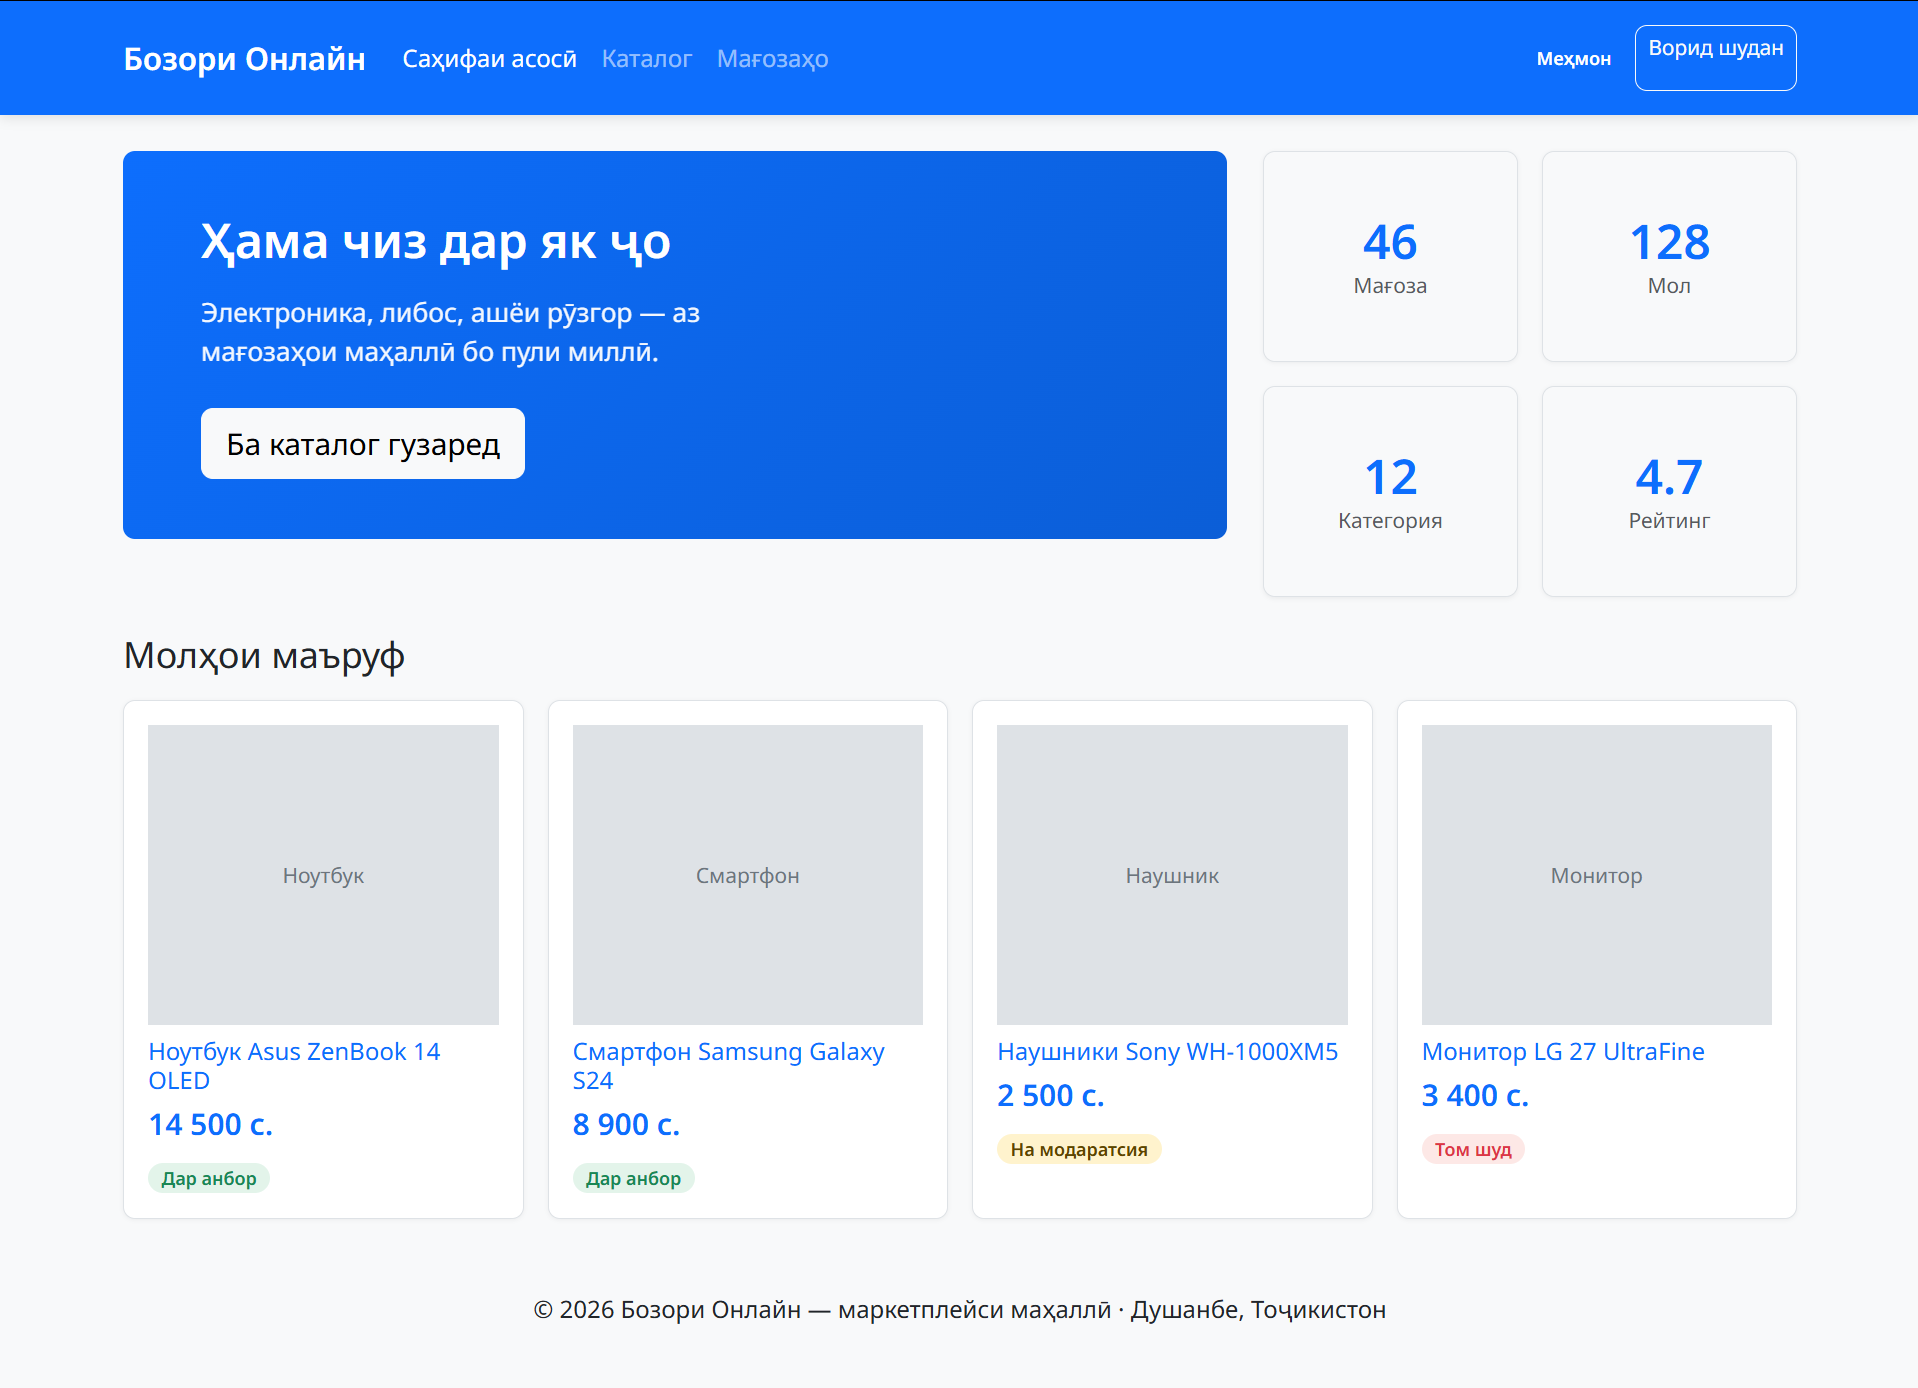 Бозори Онлайн
Саҳифаи асосӣ
Каталог
Мағозаҳо
Меҳмон
Ворид шудан
Ҳама чиз дар як ҷо
Электроника, либос, ашёи рӯзгор — аз
мағозаҳои маҳаллӣ бо пули миллӣ.
Ба каталог гузаред
46
Мағоза
128
Мол
12
Категория
4.7
Рейтинг
Молҳои маъруф
Ноутбук
Ноутбук Asus ZenBook 14
OLED
14 500 с.
Дар анбор
Смартфон
Смартфон Samsung Galaxy
S24
8 900 с.
Дар анбор
Наушник
Наушники Sony WH-1000XM5
2 500 с.
На модаратсия
Монитор
Монитор LG 27 UltraFine
3 400 с.
Том шуд
© 2026 Бозори Онлайн — маркетплейси маҳаллӣ · Душанбе, Тоҷикистон